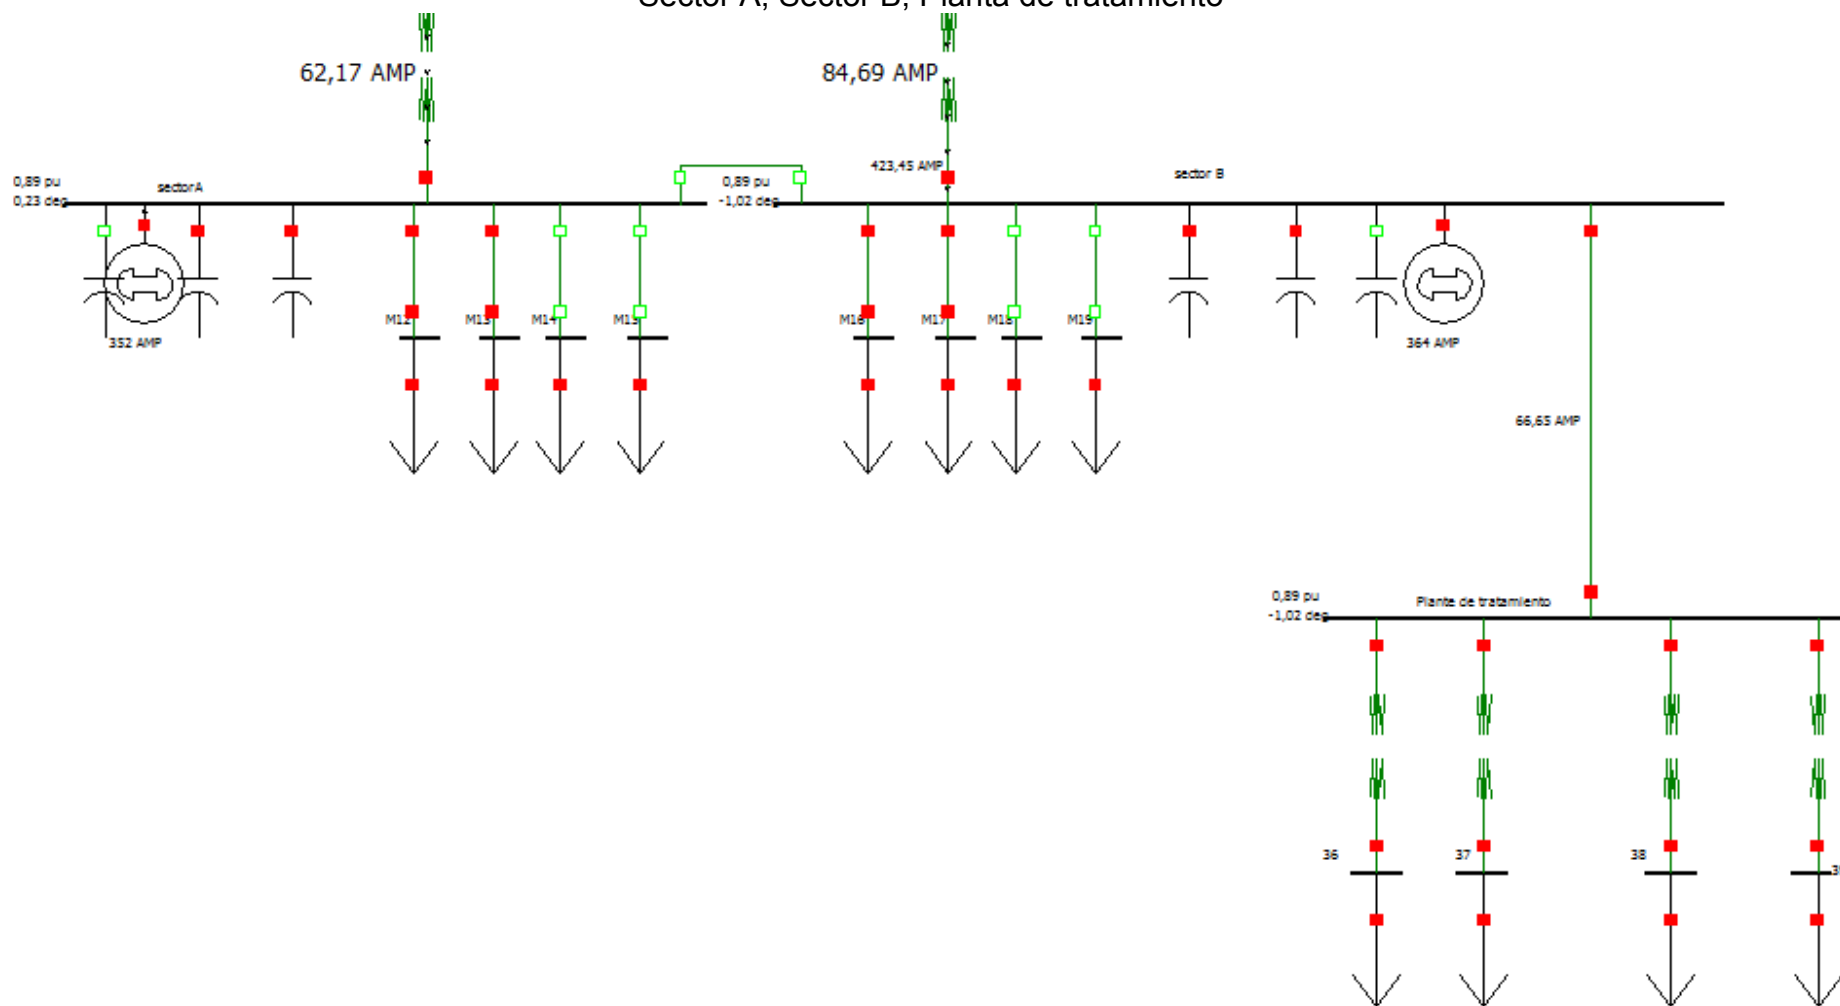 Sector A, Sector B, Planta de tratamiento
62,17 AMP
84,69 AMP
423,45 AMP
0,89 pu
0,23 deg
sectorA
0,89 pu
-1,02 deg
sector B
M12
M13
M14
M15
M16
M17
M18
M19
352 AMP
364 AMP
66,65 AMP
0,89 pu
-1,02 deg
Plante de tratamiento
36
37
38